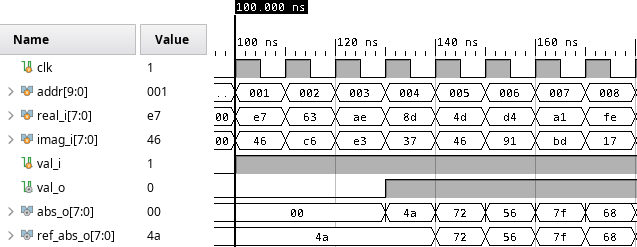 100.000 ns
Name Value 100 ns 120 ns 140 ns 160 ns
clk 1
addr[9:0] 001 .. 001 002 003 004 005 006 007 008
real_i[7:0] e7 00 e7 63 ae 8d 4d d4 a1 fe
imag_i[7:0] 46 00 46 c6 e3 37 46 91 bd 17
val_i 1
val_o 0
abs_o[7:0] 00 00 4a 72 56 7f 68
ref_abs_o[7:0] 4a 4a 72 56 7f 68